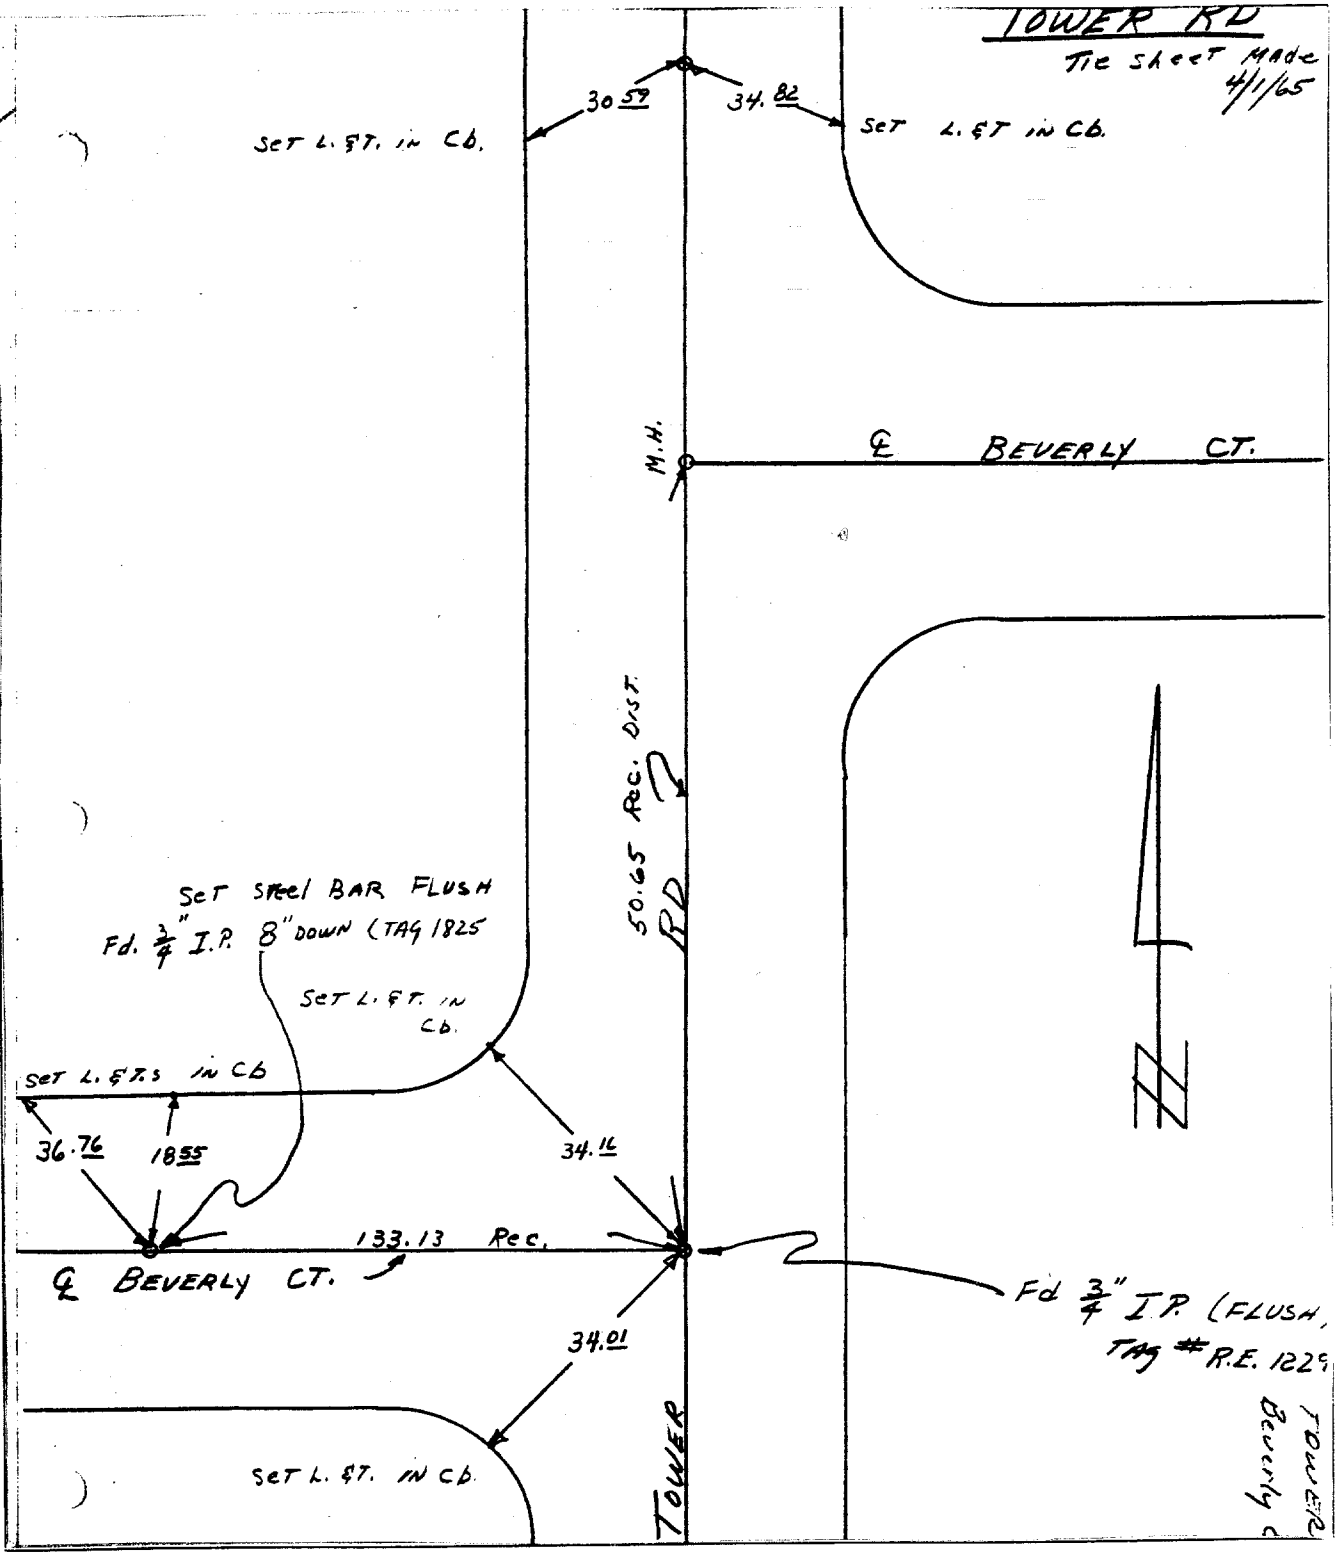 TOWER RD
Tie Sheet Made
4/1/65
30 59
34. 82
Set L. & T. in Cb.
Set L. & T in Cb.
M.H.
℄ BEVERLY CT.
50.65 Rec. Dist.
RD
Set Steel BAR FLUSH
Fd. 3/4" I.P. 8" DOWN (TAG 1825
Set L. & T. in
Cb.
Set L. & T.s in Cb
36.76
18 55
34.16
133.13 Rec.
℄ BEVERLY CT.
Fd 3/4" I.P. (FLUSH,
TAG # R.E. 1229
34.01
Set L. & T. in Cb.
TOWER
TOWER
Beverly C